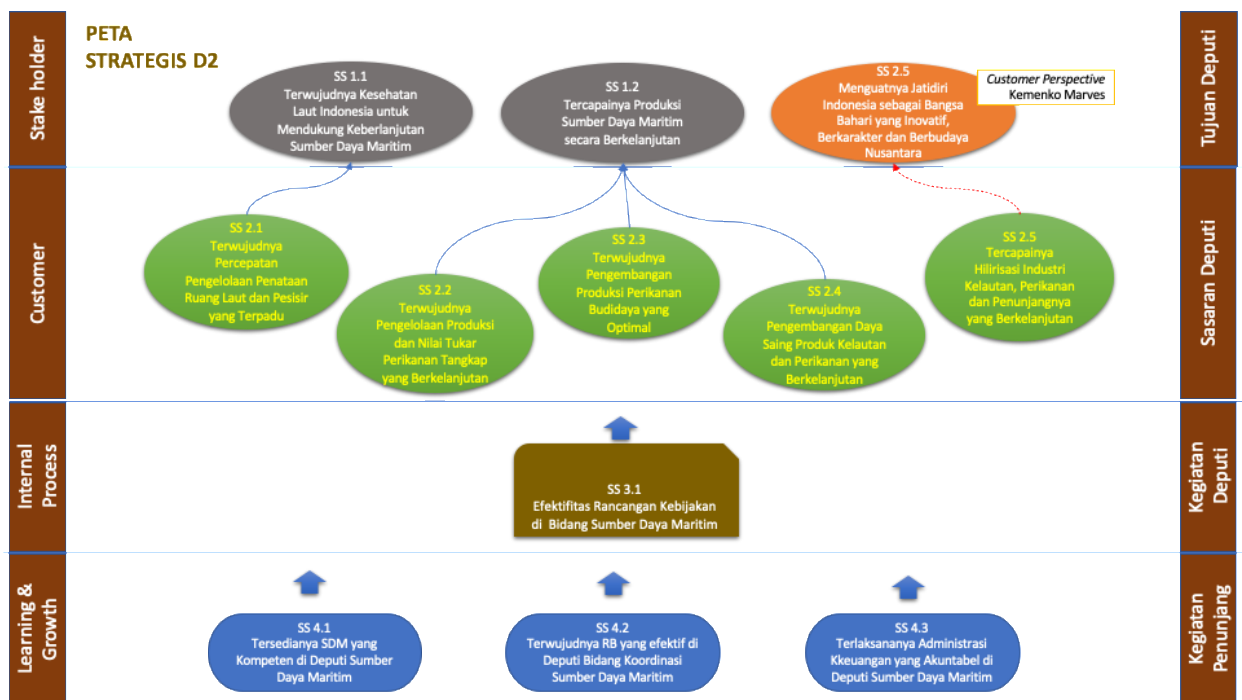 PETA
STRATEGIS D2
Stake holder
Tujuan Deputi
SS 1.1
Terwujudnya Kesehatan
Laut Indonesia untuk
Mendukung Keberlanjutan
Sumber Daya Maritim
SS 1.2
Tercapainya Produksi
Sumber Daya Maritim
secara Berkelanjutan
SS 2.5
Menguatnya Jatidiri
Indonesia sebagai Bangsa
Bahari yang Inovatif,
Berkarakter dan Berbudaya
Nusantara
Customer Perspective
Kemenko Marves
Customer
Sasaran Deputi
SS 2.1
Terwujudnya
Percepatan
Pengelolaan Penataan
Ruang Laut dan Pesisir
yang Terpadu
SS 2.2
Terwujudnya
Pengelolaan Produksi
dan Nilai Tukar
Perikanan Tangkap
yang Berkelanjutan
SS 2.3
Terwujudnya
Pengembangan
Produksi Perikanan
Budidaya yang
Optimal
SS 2.4
Terwujudnya
Pengembangan Daya
Saing Produk Kelautan
dan Perikanan yang
Berkelanjutan
SS 2.5
Tercapainya
Hilirisasi Industri
Kelautan, Perikanan
dan Penunjangnya
yang Berkelanjutan
Internal
Process
Kegiatan
Deputi
SS 3.1
Efektifitas Rancangan Kebijakan
di Bidang Sumber Daya Maritim
Learning &
Growth
Kegiatan
Penunjang
SS 4.1
Tersedianya SDM yang
Kompeten di Deputi Sumber
Daya Maritim
SS 4.2
Terwujudnya RB yang efektif di
Deputi Bidang Koordinasi
Sumber Daya Maritim
SS 4.3
Terlaksananya Administrasi
Kkeuangan yang Akuntabel di
Deputi Sumber Daya Maritim